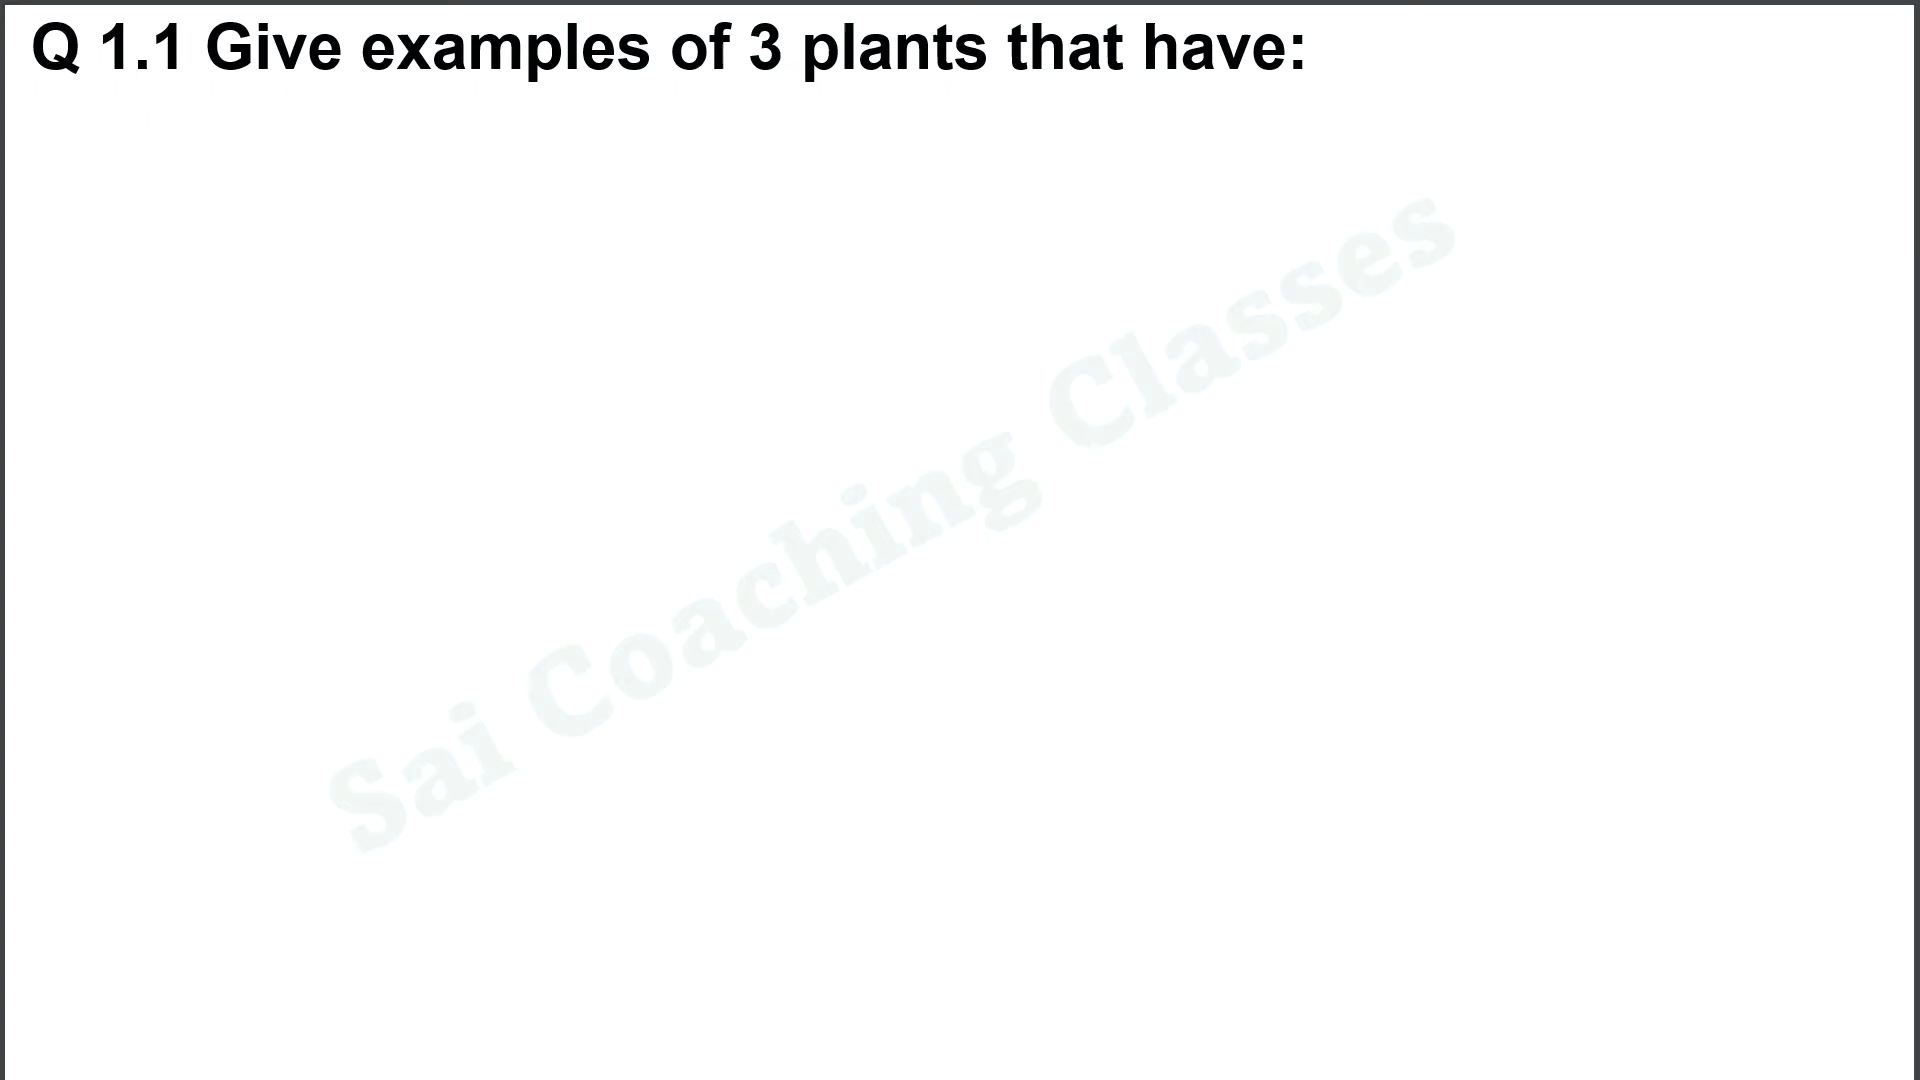 Q 1.1 Give examples of 3 plants that have:
Sai Coaching Classes